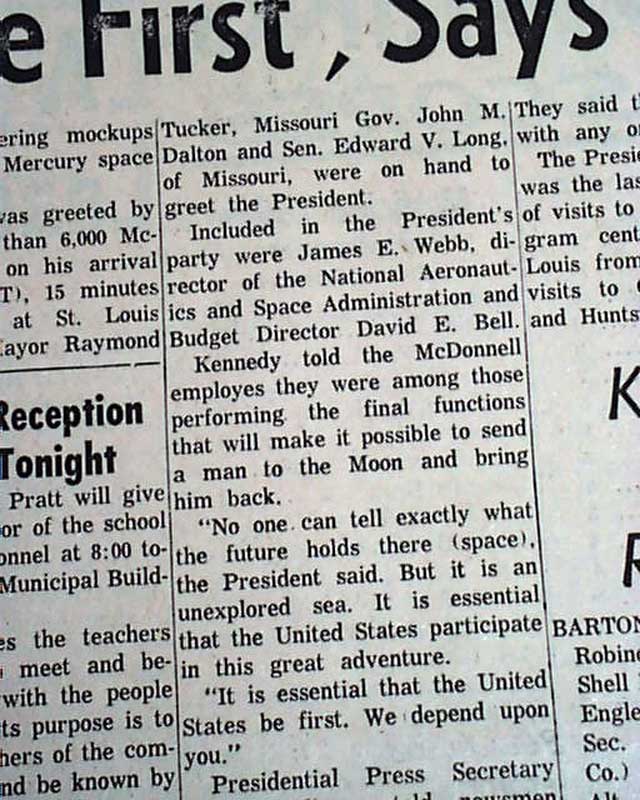 e First, Says
ering mockups
Mercury space
was greeted by
than 6,000 Mc-
on his arrival
T), 15 minutes
at St. Louis
Mayor Raymond
Reception
Tonight
Pratt will give
or of the school
onnel at 8:00 to-
Municipal Build-
es the teachers
meet and be-
with the people
ts purpose is to
hers of the com-
nd be known by
Tucker, Missouri Gov. John M.
Dalton and Sen. Edward V. Long,
of Missouri, were on hand to
greet the President.
Included in the President's
party were James E. Webb, di-
rector of the National Aeronaut-
ics and Space Administration and
Budget Director David E. Bell.
Kennedy told the McDonnell
employes they were among those
performing the final functions
that will make it possible to send
a man to the Moon and bring
him back.
"No one can tell exactly what
the future holds there (space),
the President said. But it is an
unexplored sea. It is essential
that the United States participate
in this great adventure.
"It is essential that the United
States be first. We depend upon
you."
Presidential Press Secretary
newsmen
They said t
with any o
The Presi
was the las
of visits to
gram cent
Louis from
visits to
and Hunts
K
R
BARTON
Robin
Shell
Engle
Sec.
Co.)